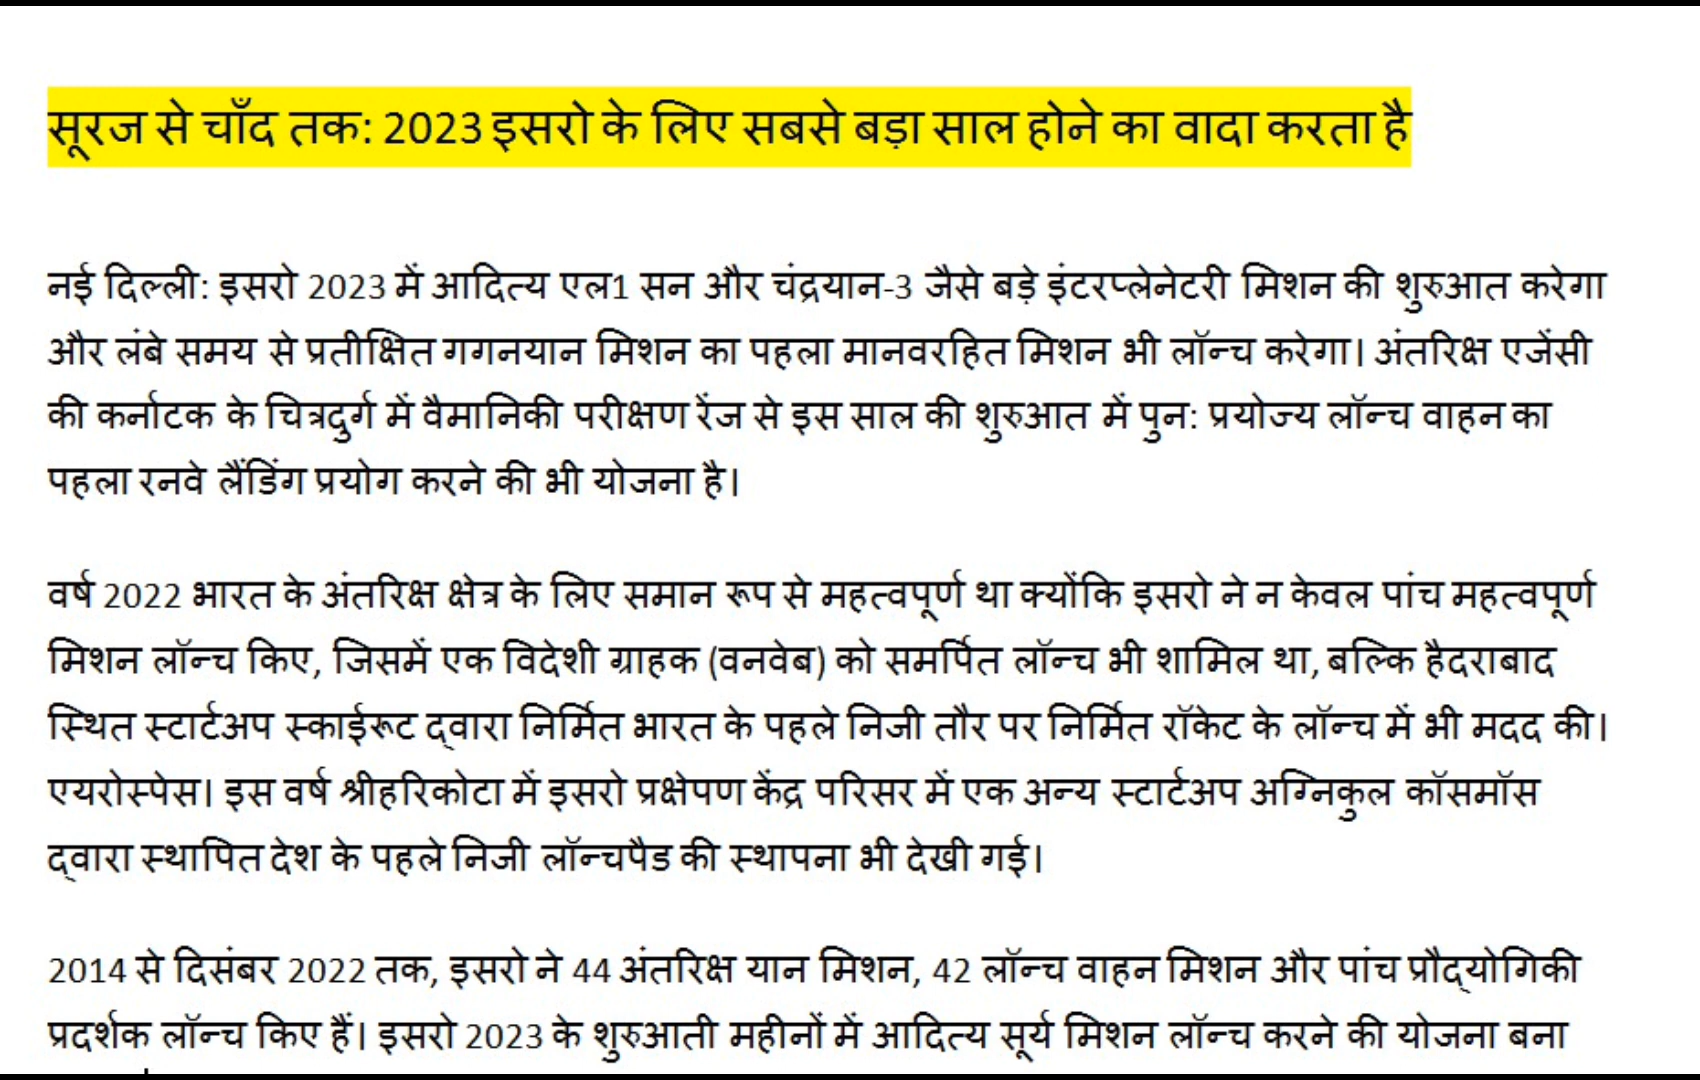 सूरज से चाँद तक: 2023 इसरो के लिए सबसे बड़ा साल होने का वादा करता है
नई दिल्ली: इसरो 2023 में आदित्य एल1 सन और चंद्रयान-3 जैसे बड़े इंटरप्लेनेटरी मिशन की शुरुआत करेगा
और लंबे समय से प्रतीक्षित गगनयान मिशन का पहला मानवरहित मिशन भी लॉन्च करेगा। अंतरिक्ष एजेंसी
की कर्नाटक के चित्रदुर्ग में वैमानिकी परीक्षण रेंज से इस साल की शुरुआत में पुन: प्रयोज्य लॉन्च वाहन का
पहला रनवे लैंडिंग प्रयोग करने की भी योजना है।
वर्ष 2022 भारत के अंतरिक्ष क्षेत्र के लिए समान रूप से महत्वपूर्ण था क्योंकि इसरो ने न केवल पांच महत्वपूर्ण
मिशन लॉन्च किए, जिसमें एक विदेशी ग्राहक (वनवेब) को समर्पित लॉन्च भी शामिल था, बल्कि हैदराबाद
स्थित स्टार्टअप स्काईरूट द्वारा निर्मित भारत के पहले निजी तौर पर निर्मित रॉकेट के लॉन्च में भी मदद की।
एयरोस्पेस। इस वर्ष श्रीहरिकोटा में इसरो प्रक्षेपण केंद्र परिसर में एक अन्य स्टार्टअप अग्निकुल कॉसमॉस
द्वारा स्थापित देश के पहले निजी लॉन्चपैड की स्थापना भी देखी गई।
2014 से दिसंबर 2022 तक, इसरो ने 44 अंतरिक्ष यान मिशन, 42 लॉन्च वाहन मिशन और पांच प्रौद्योगिकी
प्रदर्शक लॉन्च किए हैं। इसरो 2023 के शुरुआती महीनों में आदित्य सूर्य मिशन लॉन्च करने की योजना बना